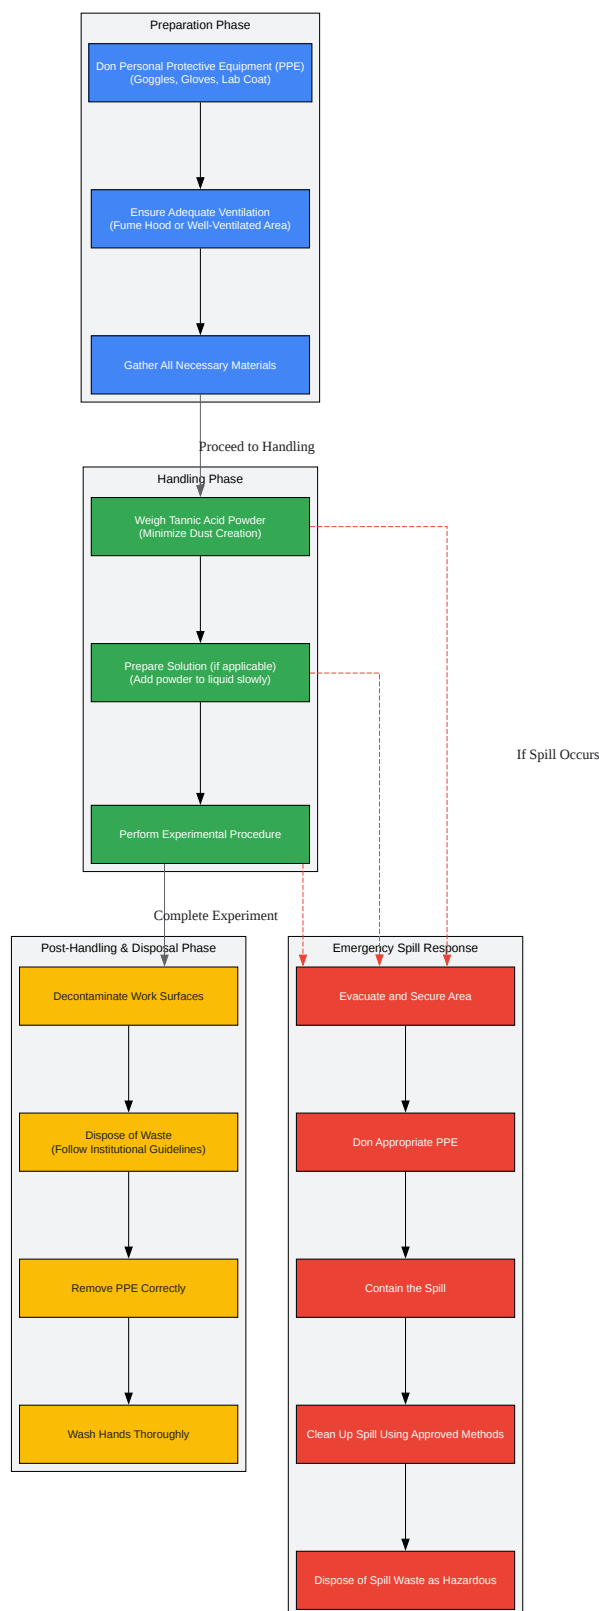 Preparation Phase
Don Personal Protective Equipment (PPE)
(Goggles, Gloves, Lab Coat)
Ensure Adequate Ventilation
(Fume Hood or Well-Ventilated Area)
Gather All Necessary Materials
Proceed to Handling
Handling Phase
Weigh Tannic Acid Powder
(Minimize Dust Creation)
Prepare Solution (if applicable)
(Add powder to liquid slowly)
If Spill Occurs
Perform Experimental Procedure
Complete Experiment
Post-Handling & Disposal Phase
Decontaminate Work Surfaces
Dispose of Waste
(Follow Institutional Guidelines)
Remove PPE Correctly
Wash Hands Thoroughly
Emergency Spill Response
Evacuate and Secure Area
Don Appropriate PPE
Contain the Spill
Clean Up Spill Using Approved Methods
Dispose of Spill Waste as Hazardous